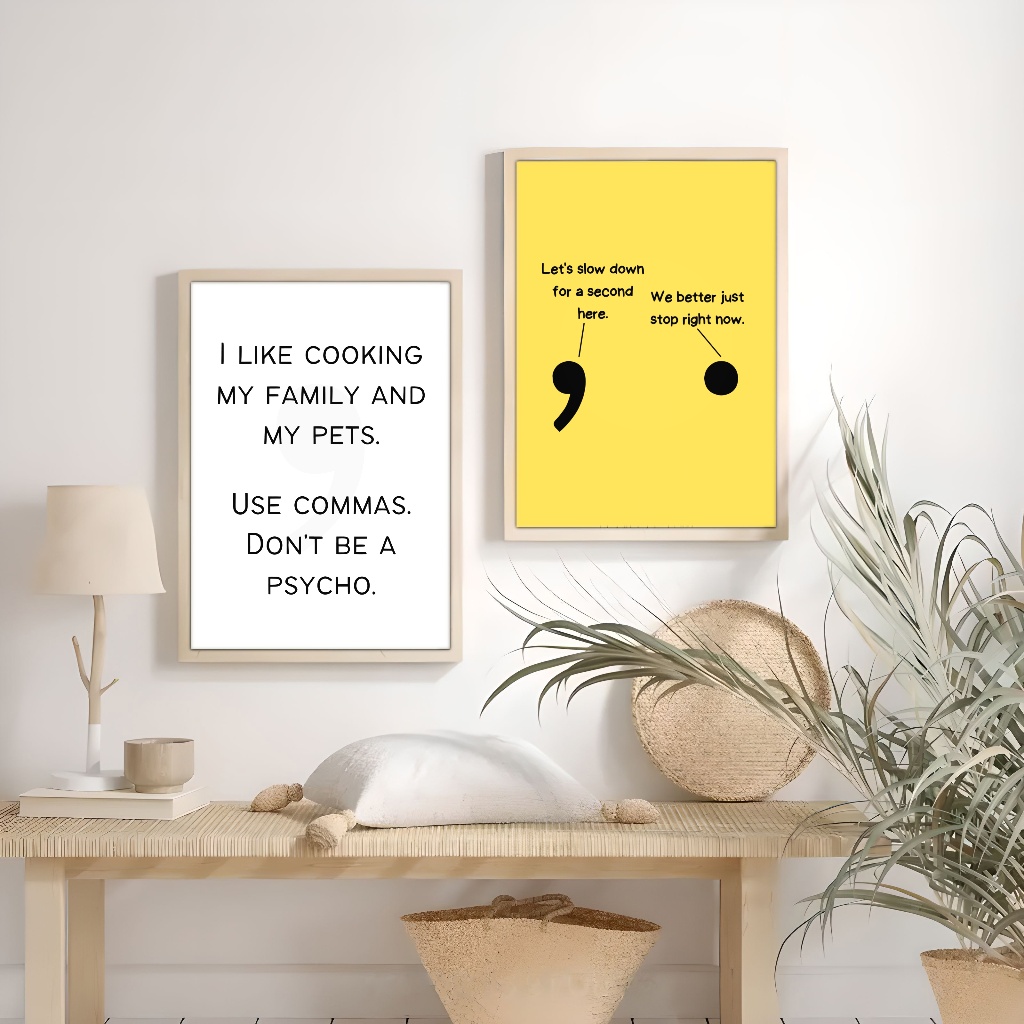 I LIKE COOKING
MY FAMILY AND
MY PETS.
USE COMMAS.
DON'T BE A
PSYCHO.
Let's slow down
for a second
here.
We better just
stop right now.